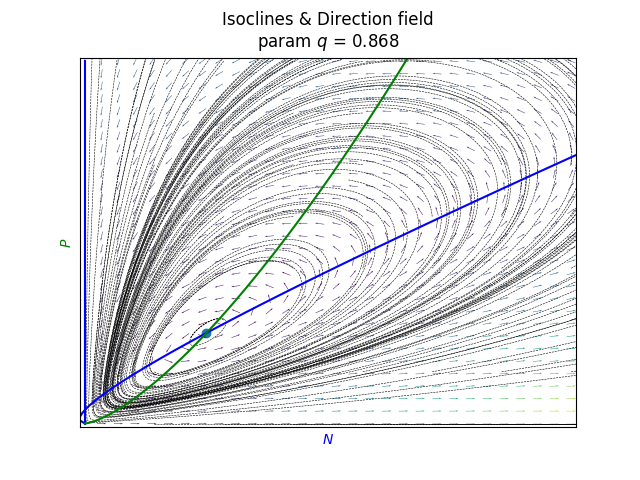 Isoclines & Direction field
param q = 0.868
P
N